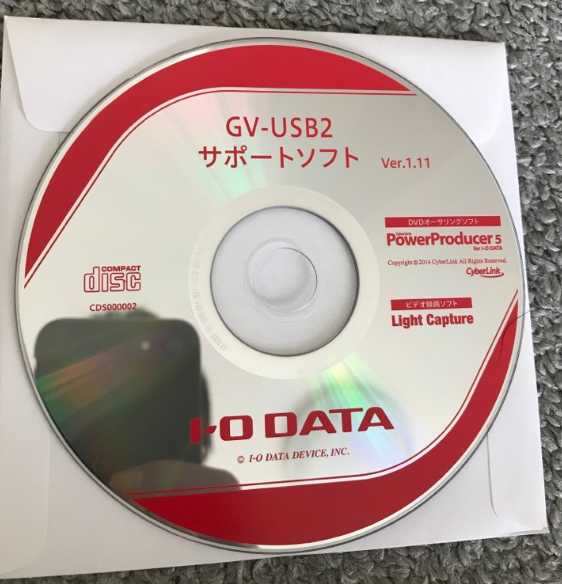 GV-USB2
サポートソフト Ver.1.11
DVDオーサリングソフト
CyberLink
PowerProducer 5
for I-O DATA
Copyright © 2014 CyberLink All Rights Reserved.
CyberLink
COMPACT
disc
CDS000002
ビデオ録画ソフト
Light Capture
I-O DATA
© I-O DATA DEVICE, INC.